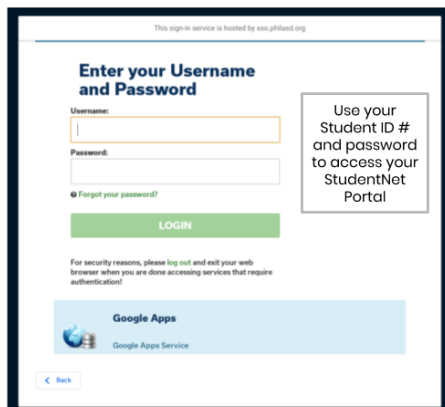 This sign-in service is hosted by sso.philasd.org
Enter your Username
and Password
Username:
Password:
Forgot your password?
LOGIN
For security reasons, please log out and exit your web
browser when you are done accessing services that require
authentication!
Google Apps
Google Apps Service
Back
Use your
Student ID #
and password
to access your
StudentNet
Portal